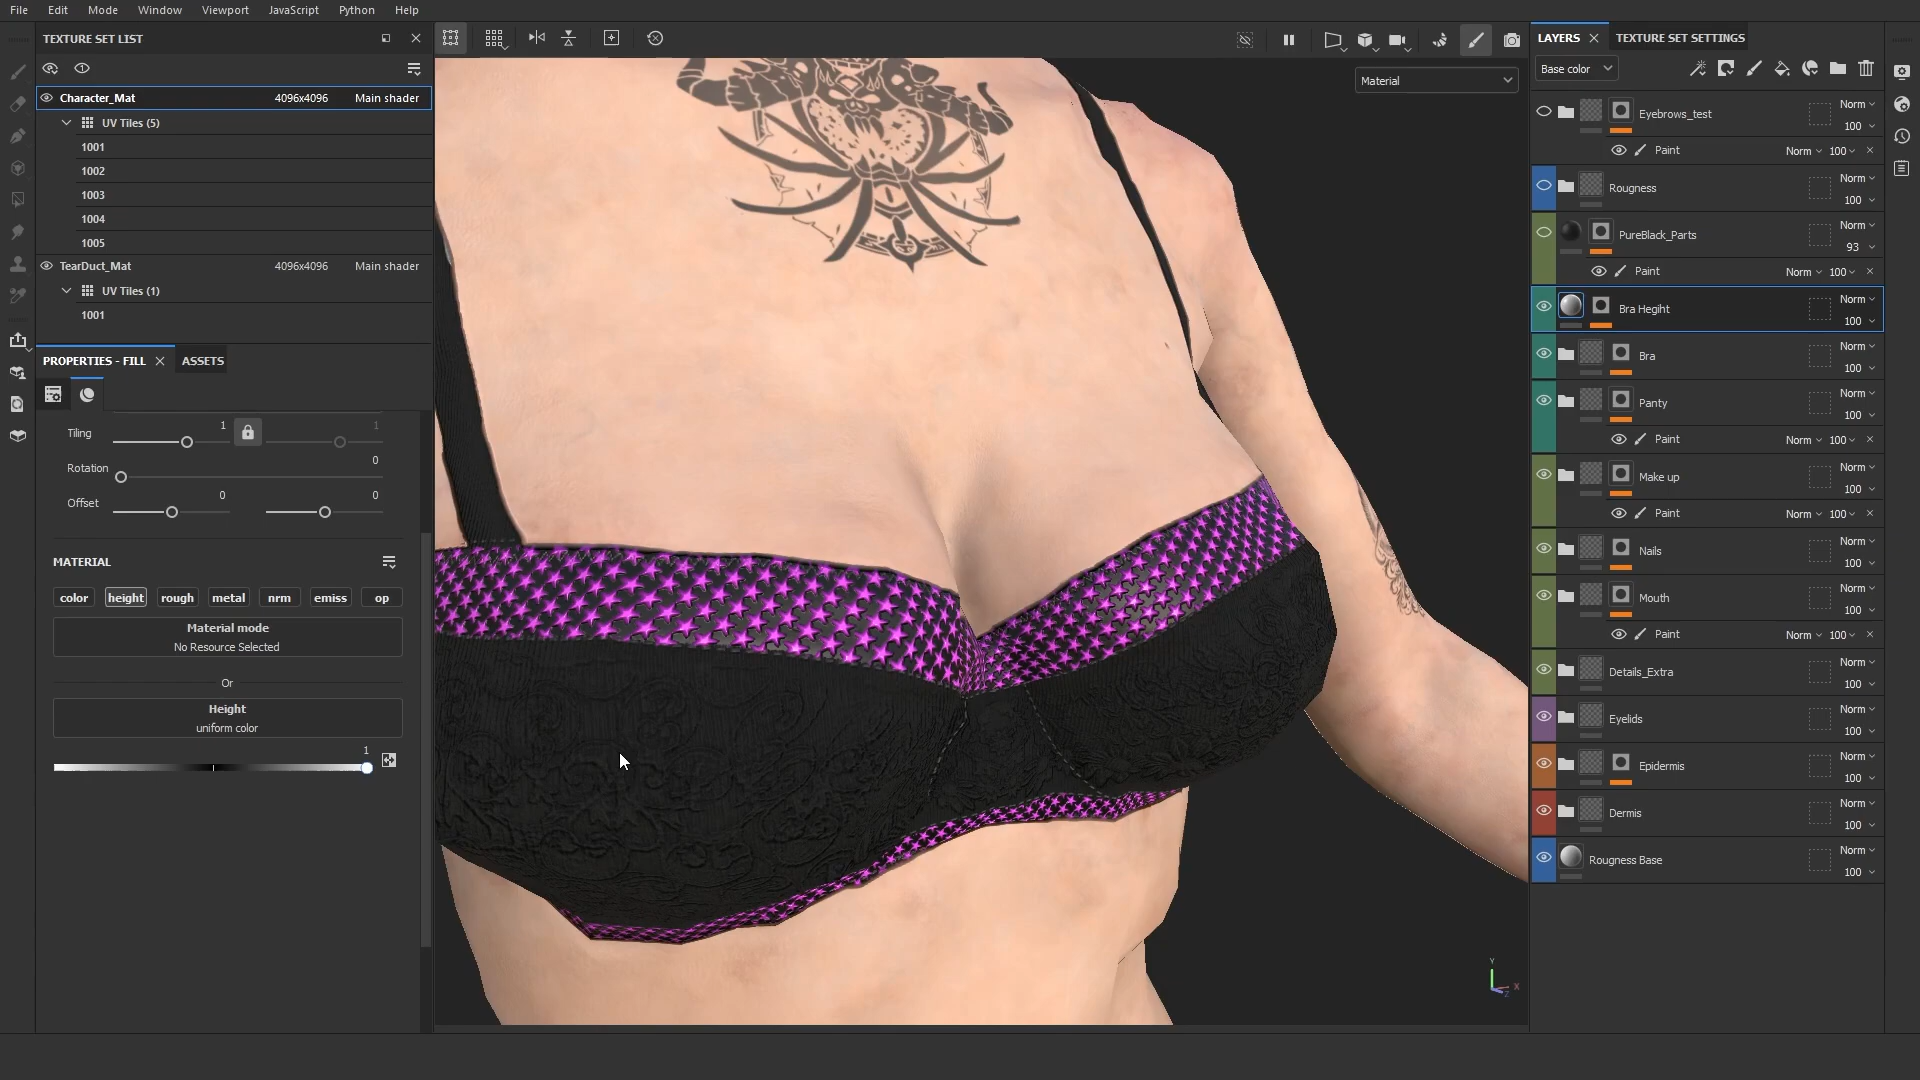 File Edit Mode Window Viewport JavaScript Python Help
TEXTURE SET LIST
Character_Mat 4096x4096 Main shader
UV Tiles (5)
1001
1002
1003
1004
1005
TearDuct_Mat 4096x4096 Main shader
UV Tiles (1)
1001
PROPERTIES - FILL ASSETS
Tiling 1 1
Rotation 0
Offset 0 0
MATERIAL
color height rough metal nrm emiss op
Material mode
No Resource Selected
Or
Height
uniform color
1
Material
Y
X
Z
LAYERS TEXTURE SET SETTINGS
Base color
Eyebrows_test Norm 100
Paint Norm 100
Rougness Norm 100
PureBlack_Parts Norm 93
Paint Norm 100
Bra Hegiht Norm 100
Bra Norm 100
Panty Norm 100
Paint Norm 100
Make up Norm 100
Paint Norm 100
Nails Norm 100
Mouth Norm 100
Paint Norm 100
Details_Extra Norm 100
Eyelids Norm 100
Epidermis Norm 100
Dermis Norm 100
Rougness Base Norm 100